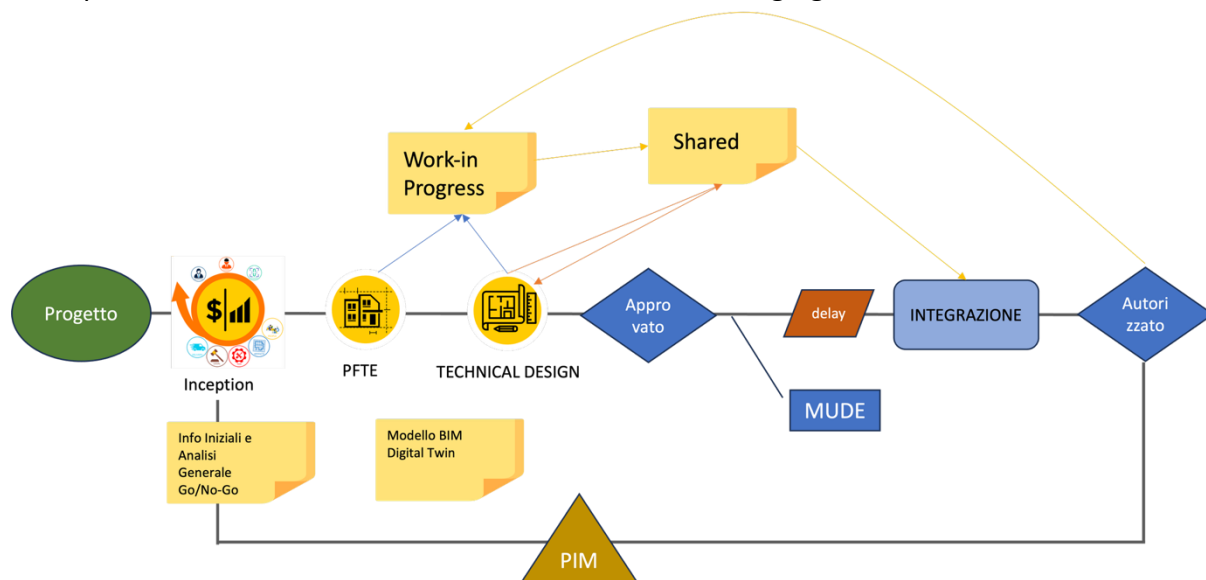 Work-in
Progress
Shared
Progetto
$
Appro
vato
delay
INTEGRAZIONE
Autori
zzato
Inception
PFTE
TECHNICAL DESIGN
MUDE
Info Iniziali e
Analisi
Generale
Go/No-Go
Modello BIM
Digital Twin
PIM